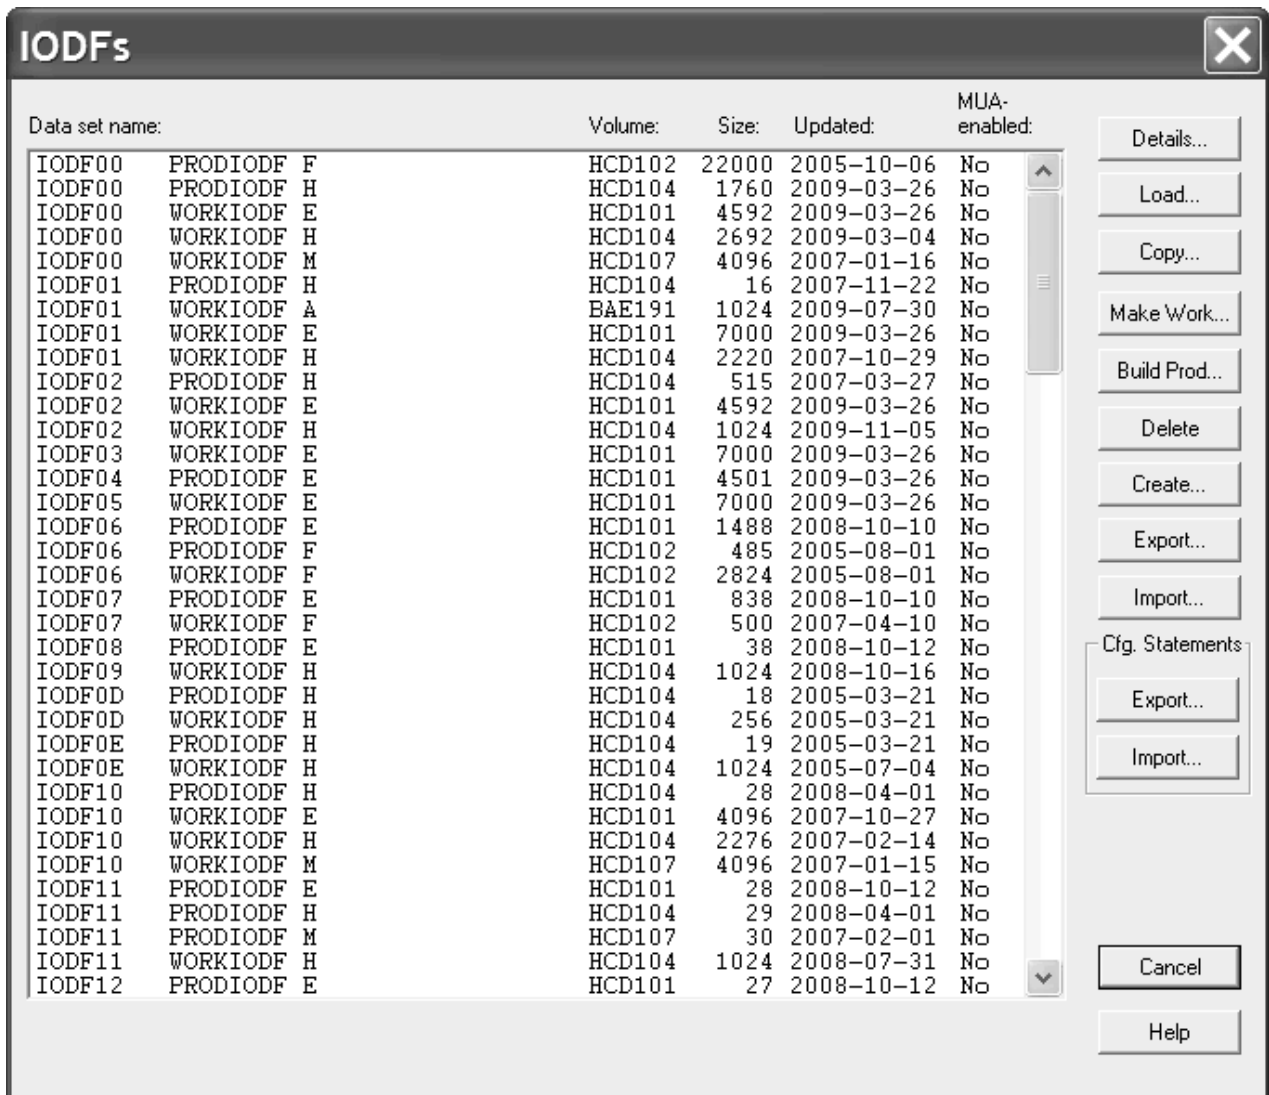 IODFs
Data set name: Volume: Size: Updated: MUA-enabled:
IODF00 PRODIODF F HCD102 22000 2005-10-06 No
IODF00 PRODIODF H HCD104 1760 2009-03-26 No
IODF00 WORKIODF E HCD101 4592 2009-03-26 No
IODF00 WORKIODF H HCD104 2692 2009-03-04 No
IODF00 WORKIODF M HCD107 4096 2007-01-16 No
IODF01 PRODIODF H HCD104 16 2007-11-22 No
IODF01 WORKIODF A BAE191 1024 2009-07-30 No
IODF01 WORKIODF E HCD101 7000 2009-03-26 No
IODF01 WORKIODF H HCD104 2220 2007-10-29 No
IODF02 PRODIODF H HCD104 515 2007-03-27 No
IODF02 WORKIODF E HCD101 4592 2009-03-26 No
IODF02 WORKIODF H HCD104 1024 2009-11-05 No
IODF03 WORKIODF E HCD101 7000 2009-03-26 No
IODF04 PRODIODF E HCD101 4501 2009-03-26 No
IODF05 WORKIODF E HCD101 7000 2009-03-26 No
IODF06 PRODIODF E HCD101 1488 2008-10-10 No
IODF06 PRODIODF F HCD102 485 2005-08-01 No
IODF06 WORKIODF F HCD102 2824 2005-08-01 No
IODF07 PRODIODF E HCD101 838 2008-10-10 No
IODF07 WORKIODF F HCD102 500 2007-04-10 No
IODF08 PRODIODF E HCD101 38 2008-10-12 No
IODF09 WORKIODF H HCD104 1024 2008-10-16 No
IODF0D PRODIODF H HCD104 18 2005-03-21 No
IODF0D WORKIODF H HCD104 256 2005-03-21 No
IODF0E PRODIODF H HCD104 19 2005-03-21 No
IODF0E WORKIODF H HCD104 1024 2005-07-04 No
IODF10 PRODIODF H HCD104 28 2008-04-01 No
IODF10 WORKIODF E HCD101 4096 2007-10-27 No
IODF10 WORKIODF H HCD104 2276 2007-02-14 No
IODF10 WORKIODF M HCD107 4096 2007-01-15 No
IODF11 PRODIODF E HCD101 28 2008-10-12 No
IODF11 PRODIODF H HCD104 29 2008-04-01 No
IODF11 PRODIODF M HCD107 30 2007-02-01 No
IODF11 WORKIODF H HCD104 1024 2008-07-31 No
IODF12 PRODIODF E HCD101 27 2008-10-12 No
Details...
Load...
Copy...
Make Work...
Build Prod...
Delete
Create...
Export...
Import...
Cfg. Statements
Export...
Import...
Cancel
Help